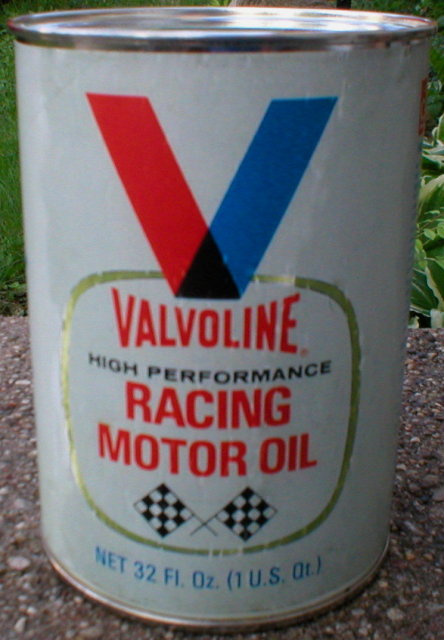 VALVOLINE
HIGH PERFORMANCE
RACING
MOTOR OIL
NET 32 Fl. Oz. (1 U.S. Qt.)